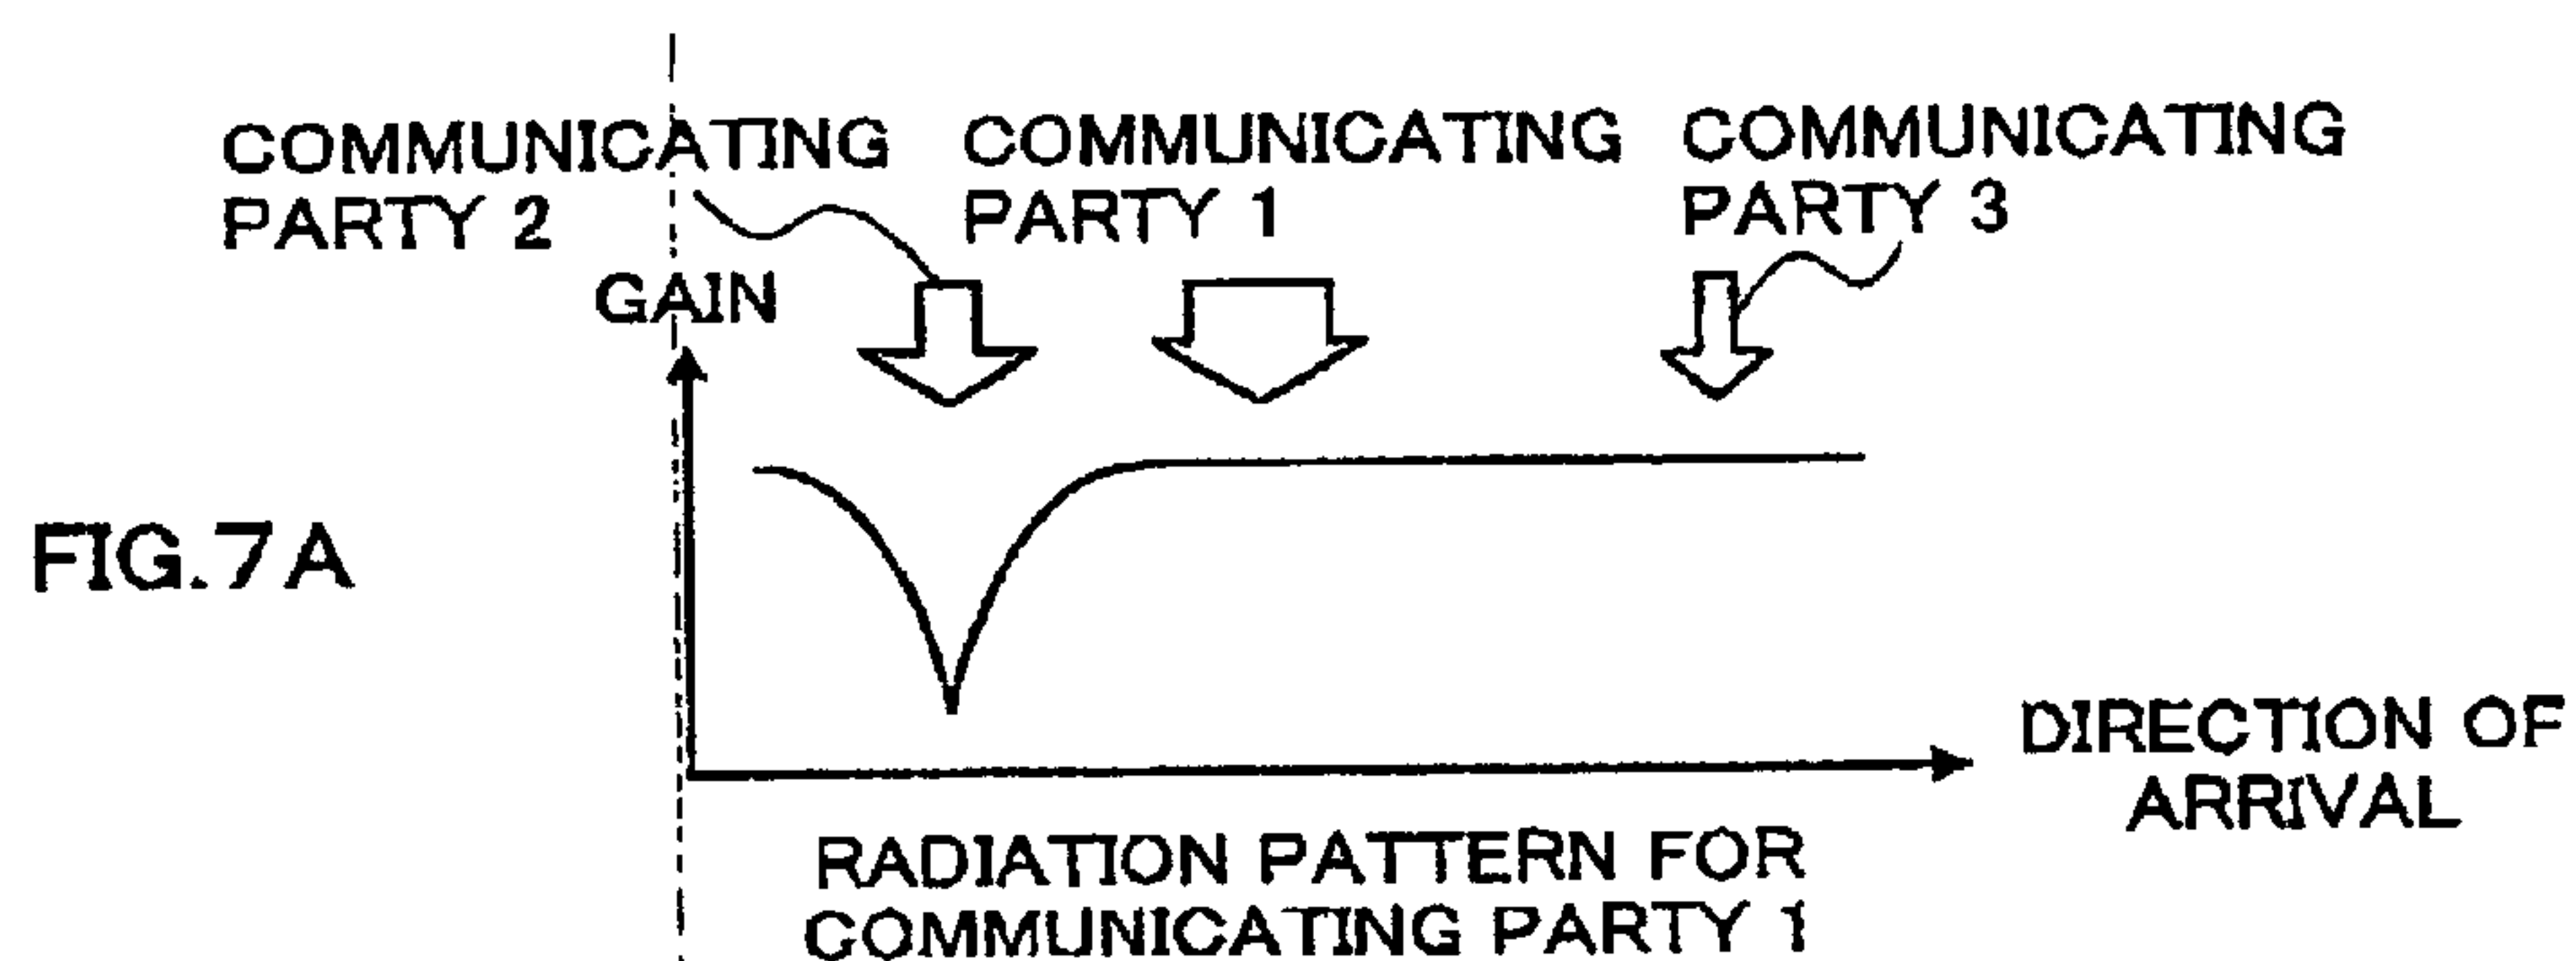 COMMUNICATING
PARTY 2
COMMUNICATING
PARTY 1
COMMUNICATING
PARTY 3
GAIN
FIG.7A
DIRECTION OF
ARRIVAL
RADIATION PATTERN FOR
COMMUNICATING PARTY 1